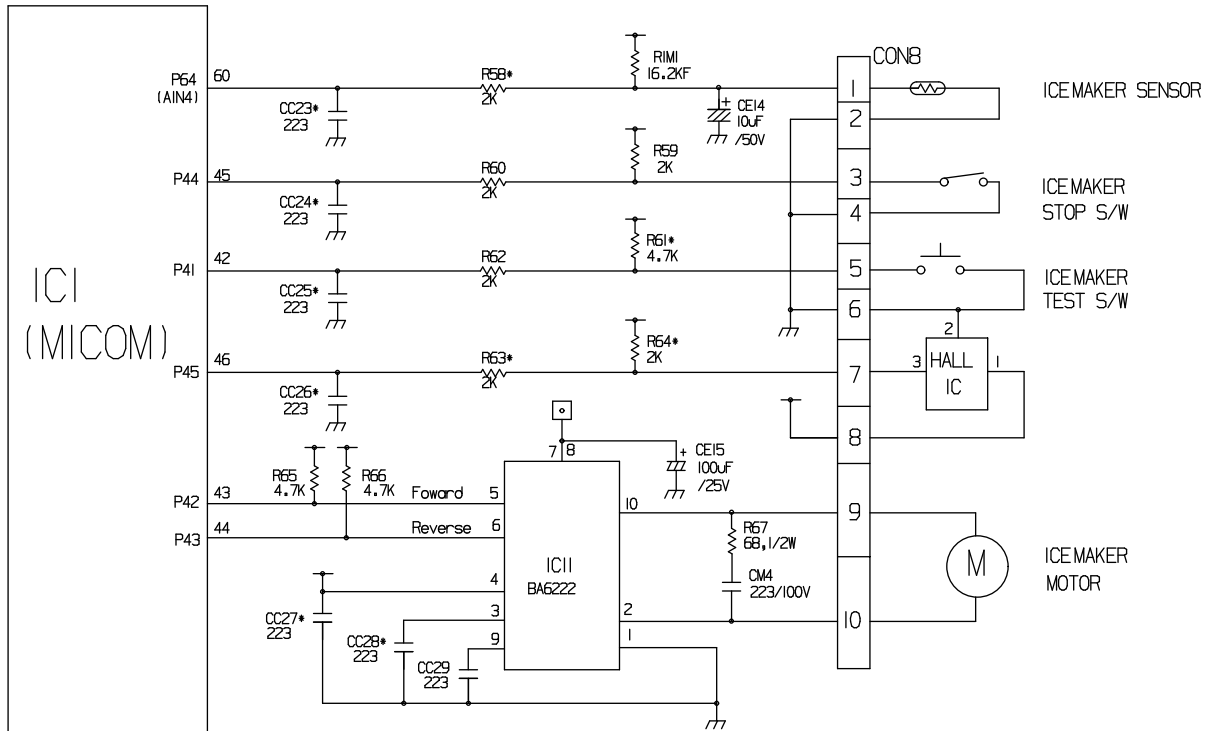 IC1
(MICOM)
P64
(AIN4)
60
CC23*
223
R58*
2K
RIM1
16.2KF
+
CE14
10uF
/50V
CON8
1
2
ICEMAKER SENSOR
P44
45
CC24*
223
R60
2K
R59
2K
3
4
ICEMAKER
STOP S/W
P41
42
CC25*
223
R62
2K
R61*
4.7K
5
6
ICEMAKER
TEST S/W
P45
46
CC26*
223
R63*
2K
R64*
2K
7
8
2
3
HALL
IC
1
P42
43
R65
4.7K
R66
4.7K
Foward
5
P43
44
Reverse
6
7
8
+
CE15
100uF
/25V
IC11
BA6222
4
3
9
10
2
1
CC27*
223
CC28*
223
CC29
223
R67
68,1/2W
CM4
223/100V
9
10
M
ICEMAKER
MOTOR